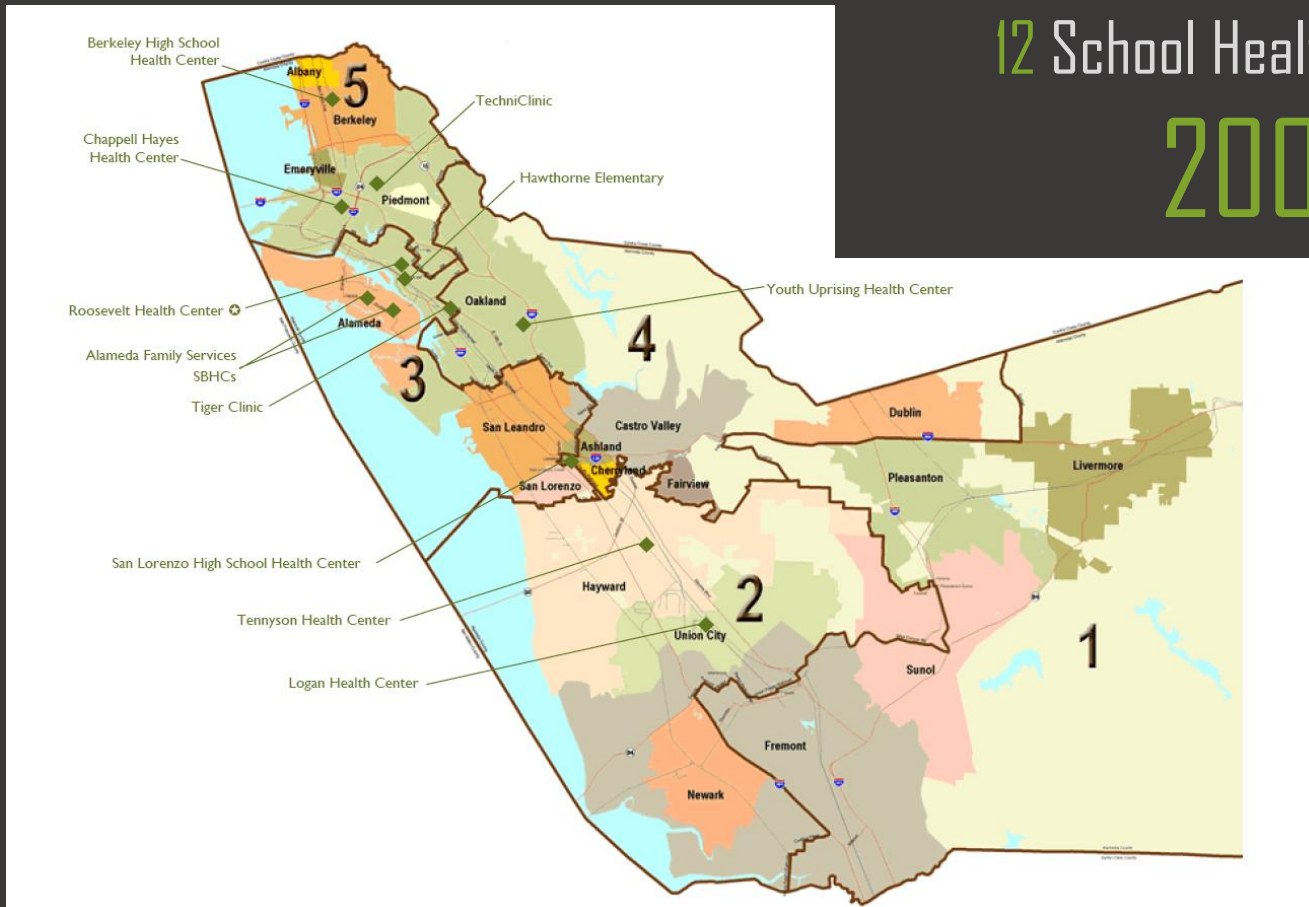 12 School Heal
200
Berkeley High School
Health Center
Albany
5
Berkeley
TechniClinic
Chappell Hayes
Health Center
Emeryville
Hawthorne Elementary
Piedmont
Roosevelt Health Center
Oakland
Youth Uprising Health Center
Alameda
4
Alameda Family Services
SBHCs
3
Tiger Clinic
Dublin
San Leandro
Castro Valley
Ashland
Livermore
Cherryland
Pleasanton
San Lorenzo
Fairview
San Lorenzo High School Health Center
Hayward
2
Tennyson Health Center
Union City
1
Sunol
Logan Health Center
Fremont
Newark